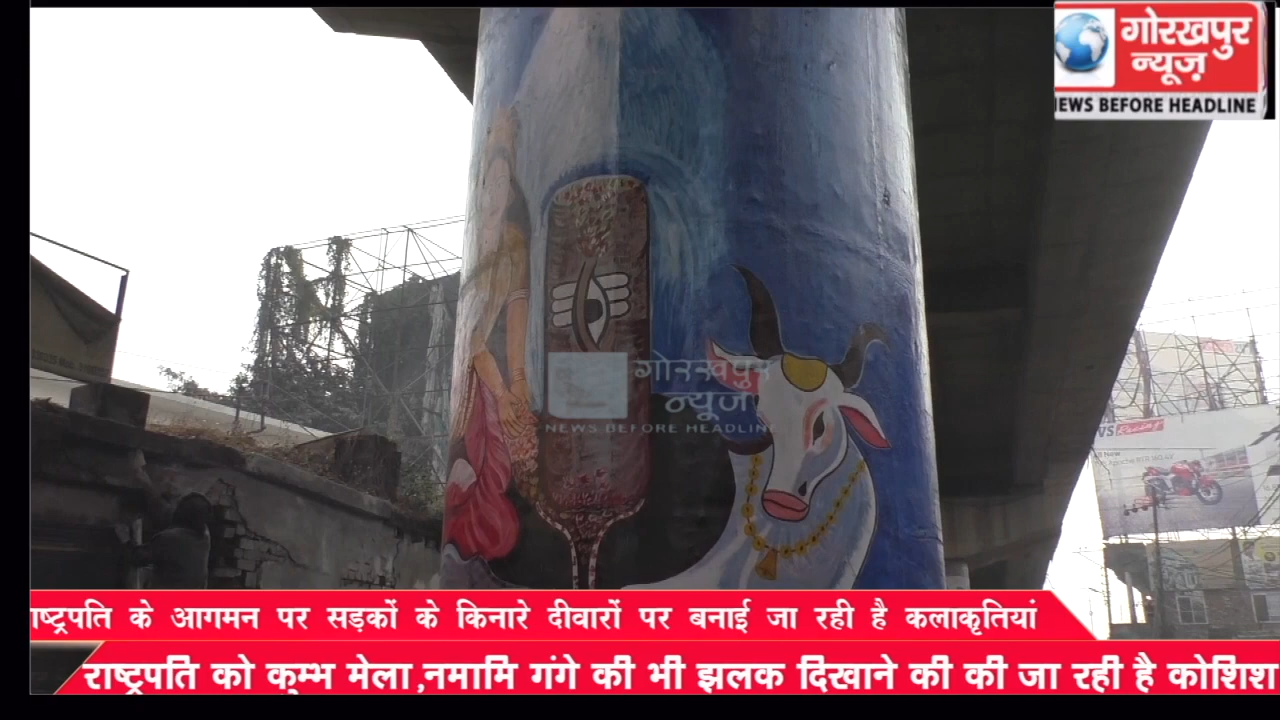 गोरखपुर
न्यूज़
NEWS BEFORE HEADLINE
गोरखपुर
न्यूज़
NEWS BEFORE HEADLINE
राष्ट्रपति के आगमन पर सड़कों के किनारे दीवारों पर बनाई जा रही है कलाकृतियां
राष्ट्रपति को कुम्भ मेला,नमामि गंगे की भी झलक दिखाने की की जा रही है कोशिश